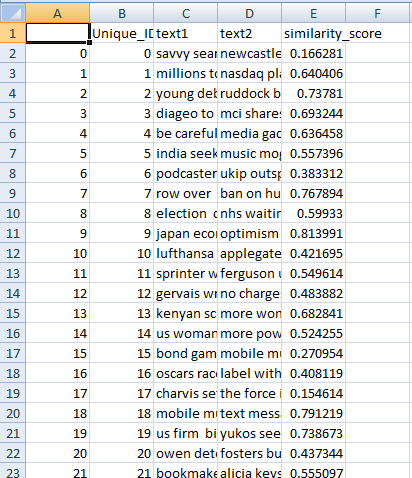 A B C D E F
1 Unique_ID text1 text2 similarity_score
2 0 0 savvy sear newcastle 0.166281
3 1 1 millions to nasdaq pla 0.640406
4 2 2 young deb ruddock b 0.73781
5 3 3 diageo to mci share 0.693244
6 4 4 be careful media gad 0.636458
7 5 5 india seek music mog 0.557396
8 6 6 podcaster ukip outsp 0.383312
9 7 7 row over ban on hu 0.767894
10 8 8 election nhs waitin 0.59933
11 9 9 japan econ optimism 0.813991
12 10 10 lufthansa applegate 0.421695
13 11 11 sprinter w ferguson 0.549614
14 12 12 gervais wr no charge 0.483882
15 13 13 kenyan sc more won 0.682841
16 14 14 us woman more pow 0.524255
17 15 15 bond gam mobile mu 0.270954
18 16 16 oscars race label with 0.408119
19 17 17 charvis se the force i 0.154614
20 18 18 mobile mu text mess 0.791219
21 19 19 us firm bi yukos see 0.738673
22 20 20 owen det fosters bu 0.437344
23 21 21 bookmake alicia keys 0.555097